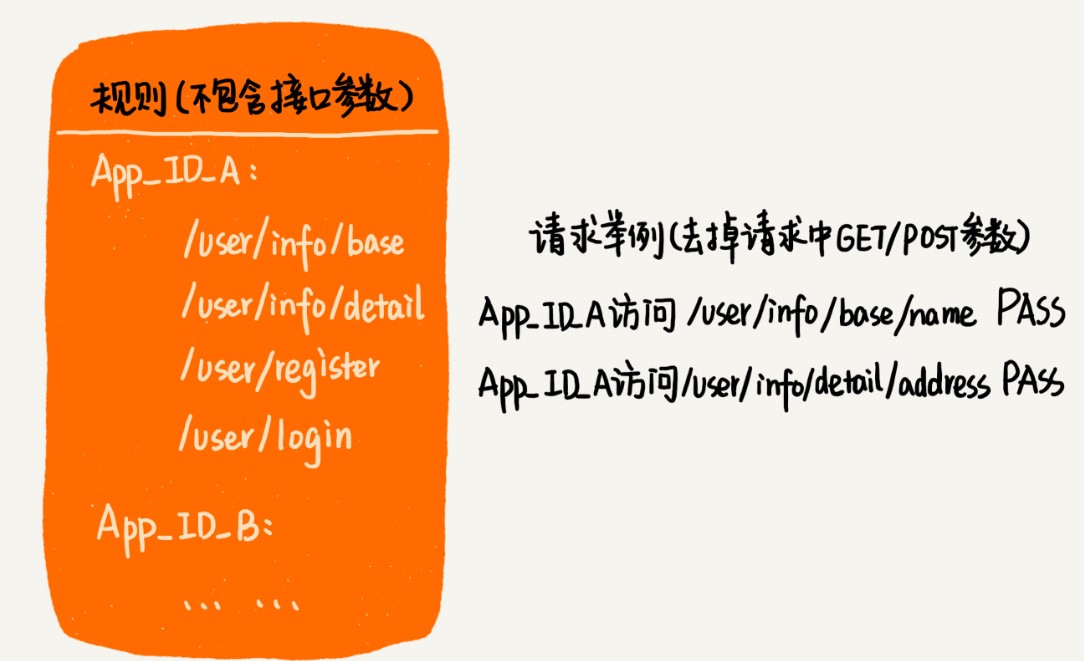 规则(不包含接口参数)
App_ID_A:
/user/info/base
/user/info/detail
/user/register
/user/login
App_ID_B:
... ...
请求举例(去掉请求中GET/POST参数)
App_ID_A访问 /user/info/base/name PASS
App_ID_A访问/user/info/detail/address PASS